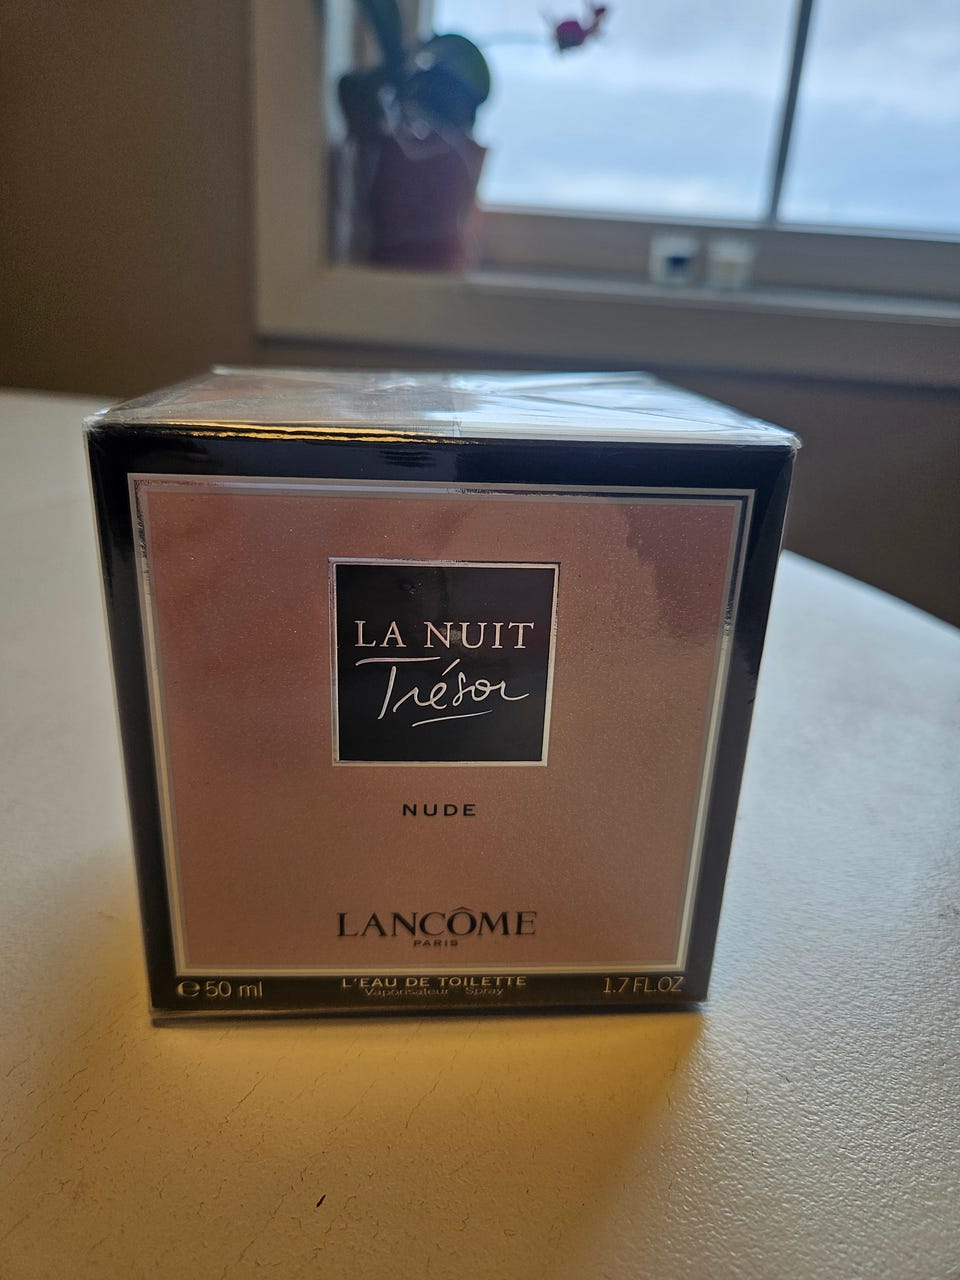 LA NUIT
Trésor
NUDE
LANCÔME
PARIS
℮ 50 ml L'EAU DE TOILETTE 1.7 FL.OZ
Vaporisateur - Spray